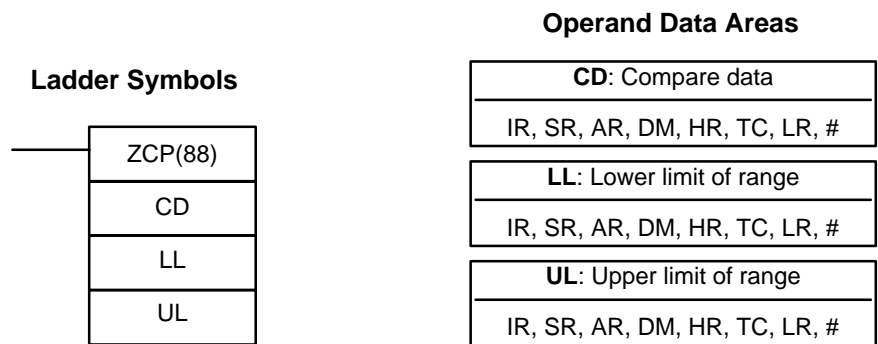 Operand Data Areas
Ladder Symbols
CD: Compare data
IR, SR, AR, DM, HR, TC, LR, #
ZCP(88)
CD
LL
UL
LL: Lower limit of range
IR, SR, AR, DM, HR, TC, LR, #
UL: Upper limit of range
IR, SR, AR, DM, HR, TC, LR, #